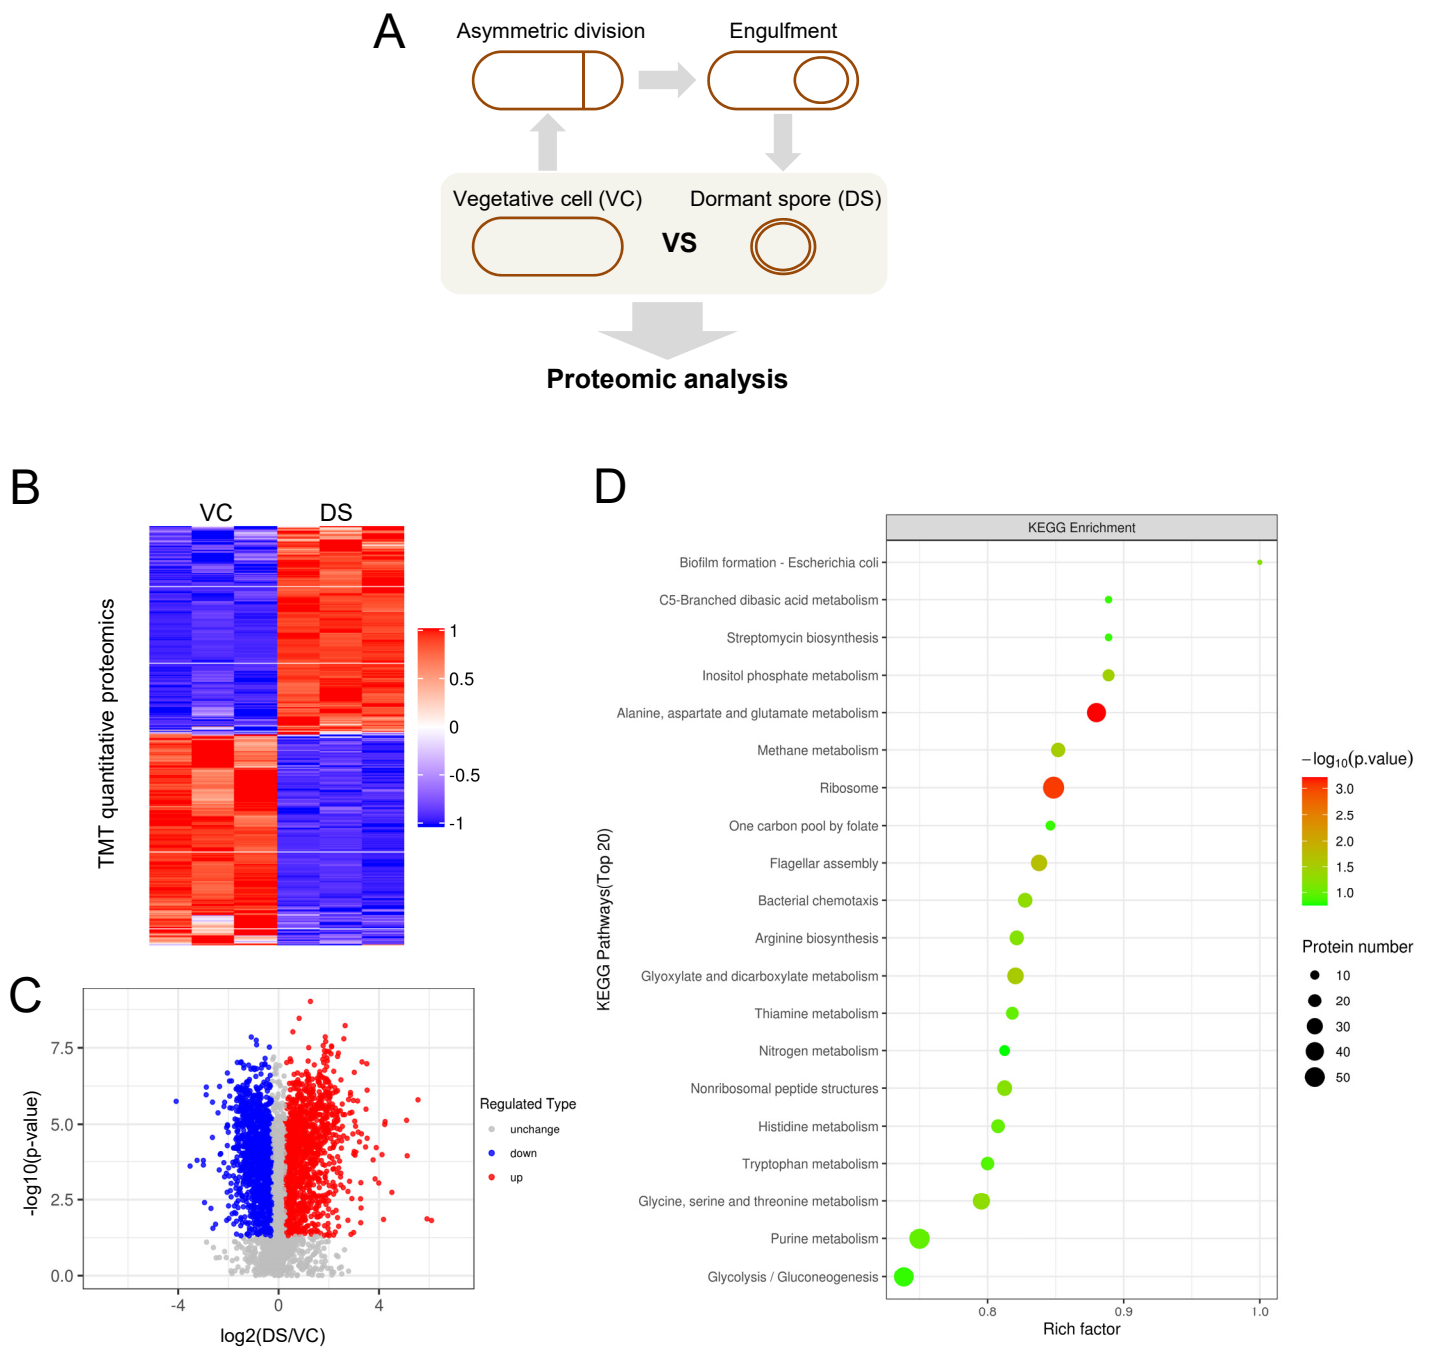 A
Asymmetric division
Engulfment
Vegetative cell (VC)
Dormant spore (DS)
VS
Proteomic analysis
B
VC
DS
TMT quantitative proteomics
1
0.5
0
-0.5
-1
C
-log10(p-value)
7.5
5.0
2.5
0.0
-4
0
4
log2(DS/VC)
Regulated Type
unchange
down
up
D
KEGG Enrichment
KEGG Pathways(Top 20)
Biofilm formation - Escherichia coli
C5-Branched dibasic acid metabolism
Streptomycin biosynthesis
Inositol phosphate metabolism
Alanine, aspartate and glutamate metabolism
Methane metabolism
Ribosome
One carbon pool by folate
Flagellar assembly
Bacterial chemotaxis
Arginine biosynthesis
Glyoxylate and dicarboxylate metabolism
Thiamine metabolism
Nitrogen metabolism
Nonribosomal peptide structures
Histidine metabolism
Tryptophan metabolism
Glycine, serine and threonine metabolism
Purine metabolism
Glycolysis / Gluconeogenesis
0.8
0.9
1.0
Rich factor
−log₁₀(p.value)
3.0
2.5
2.0
1.5
1.0
Protein number
10
20
30
40
50